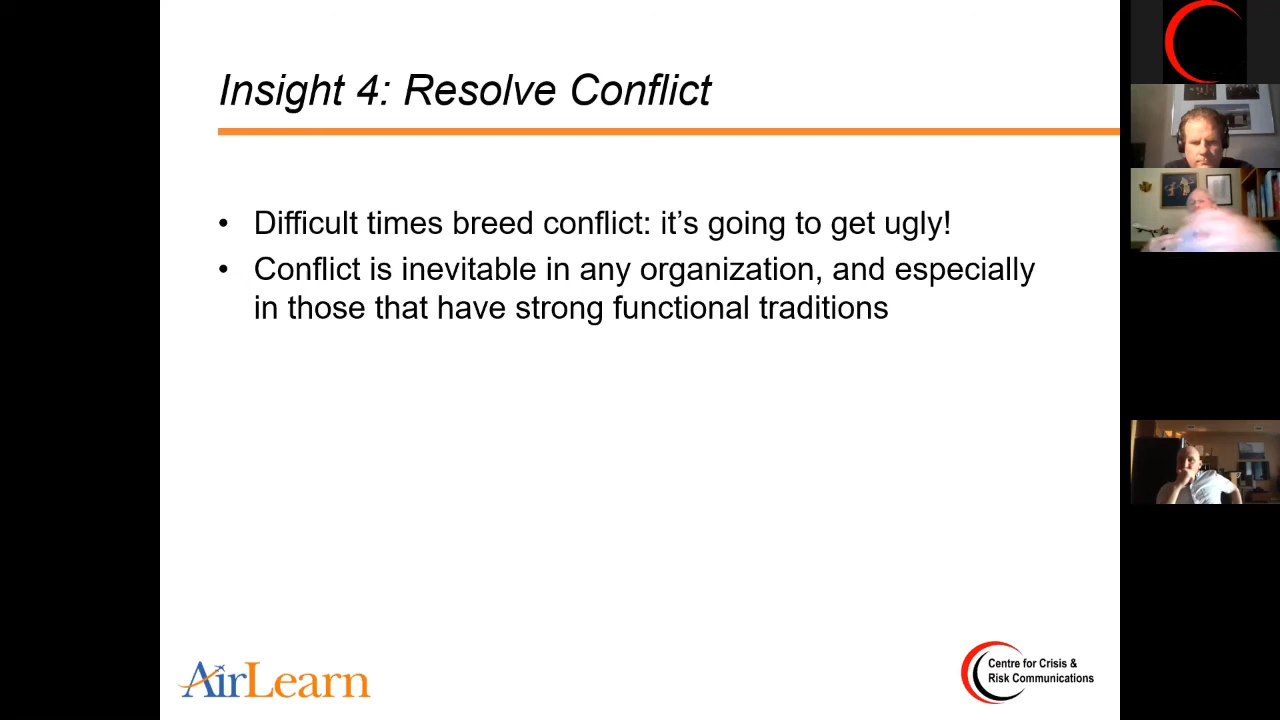 Insight 4: Resolve Conflict
• Difficult times breed conflict: it’s going to get ugly!
• Conflict is inevitable in any organization, and especially
in those that have strong functional traditions
AirLearn
Centre for Crisis &
Risk Communications